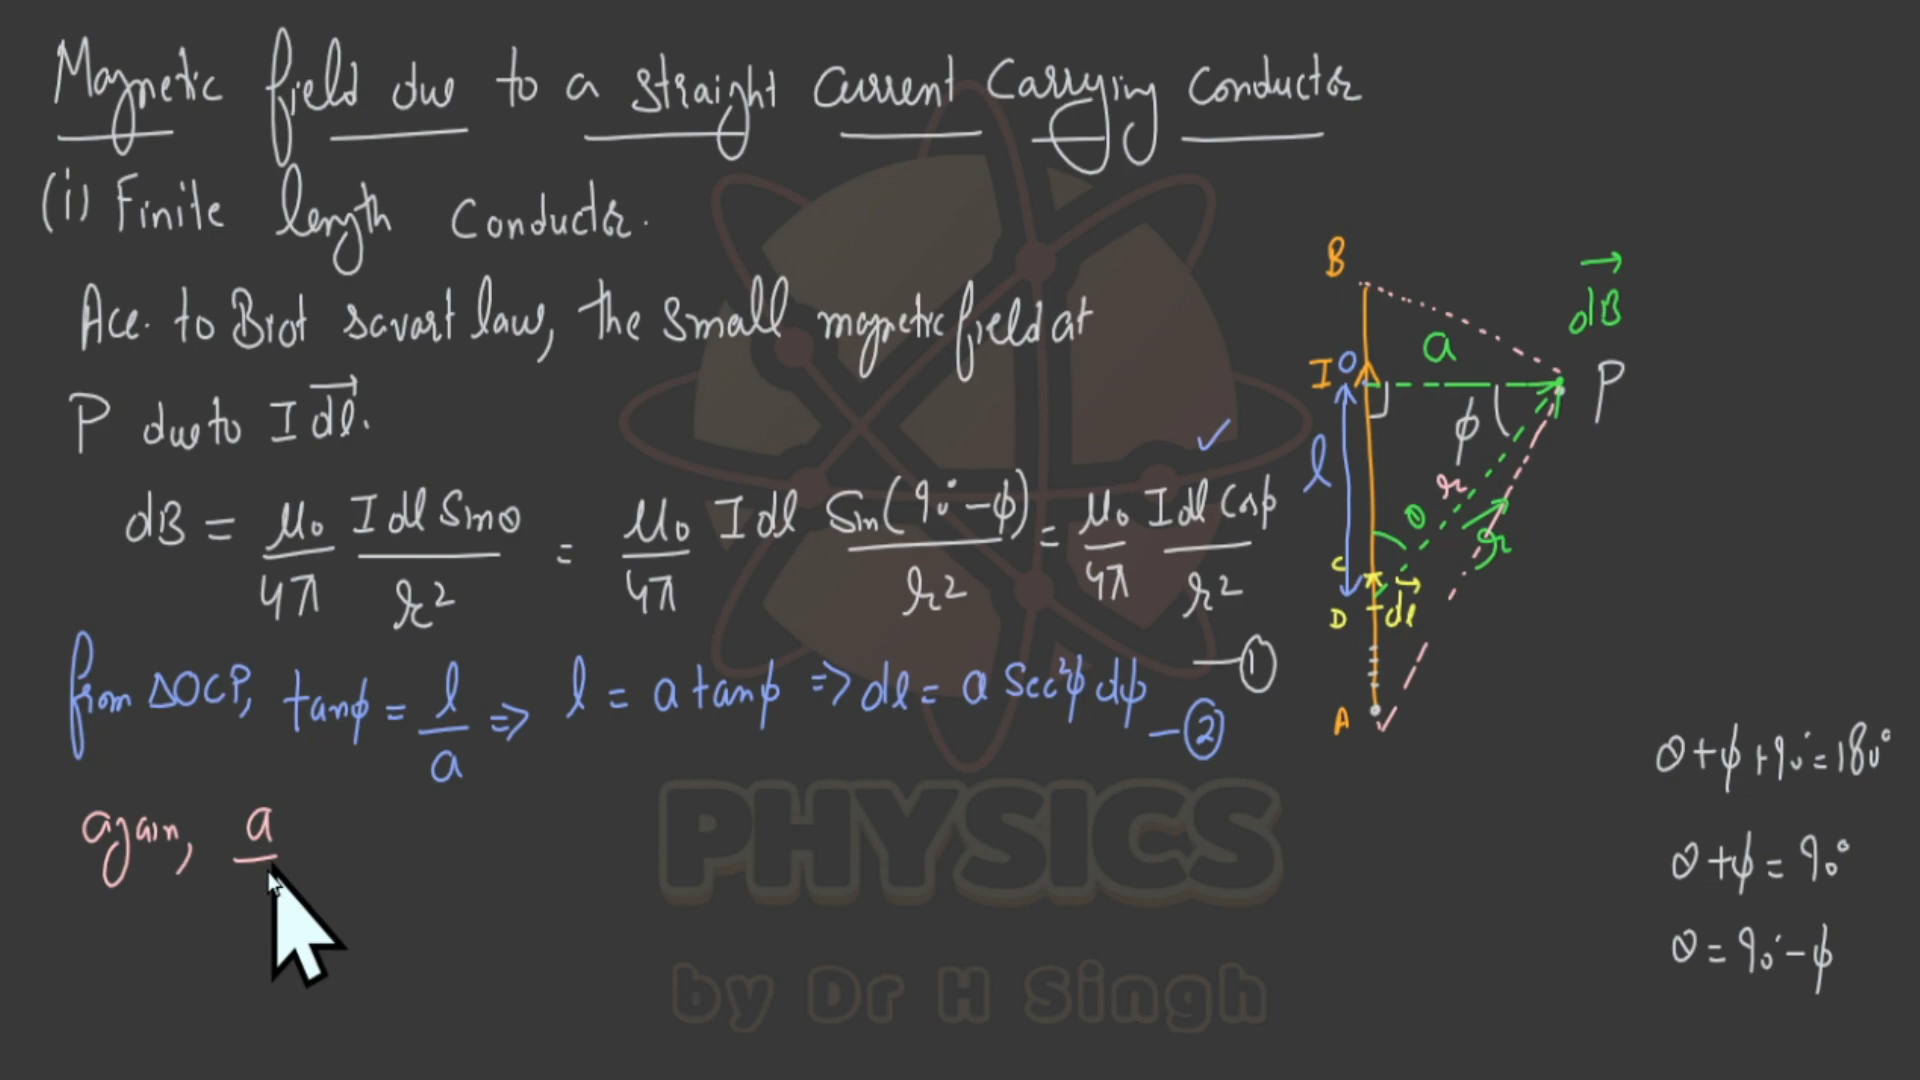 Magnetic field due to a straight current carrying conductor
(i) Finite length conductor.
Acc. to Biot savart law, the small magnetic field at
P due to I dl⃗.
dB = μ₀/4π I dl Sinθ/r² = μ₀/4π I dl Sin(90°-ϕ)/r² = μ₀/4π I dl Cosϕ/r² —①
from ΔOCP, tanϕ = l/a ⇒ l = a tanϕ ⇒ dl = a Sec²ϕ dϕ —②
again, a
B
dB⃗
a
I O
P
ϕ
l
r
θ
r
C
D
dl⃗
A
θ+ϕ+90°=180°
θ+ϕ=90°
θ=90°-ϕ
PHYSICS
by Dr H Singh